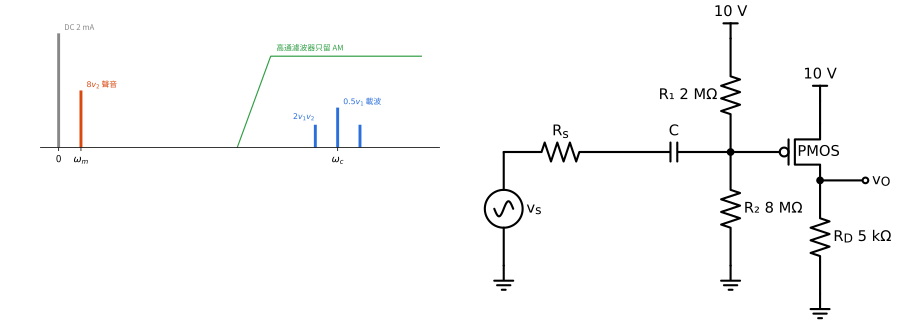 DC 2 mA
8v₂ 聲音
高通濾波器只留 AM
2v₁v₂
0.5v₁ 載波
0
ωₘ
ω꜀
10 V
R₁ 2 MΩ
10 V
Rs
C
PMOS
vs
vO
R₂ 8 MΩ
RD 5 kΩ